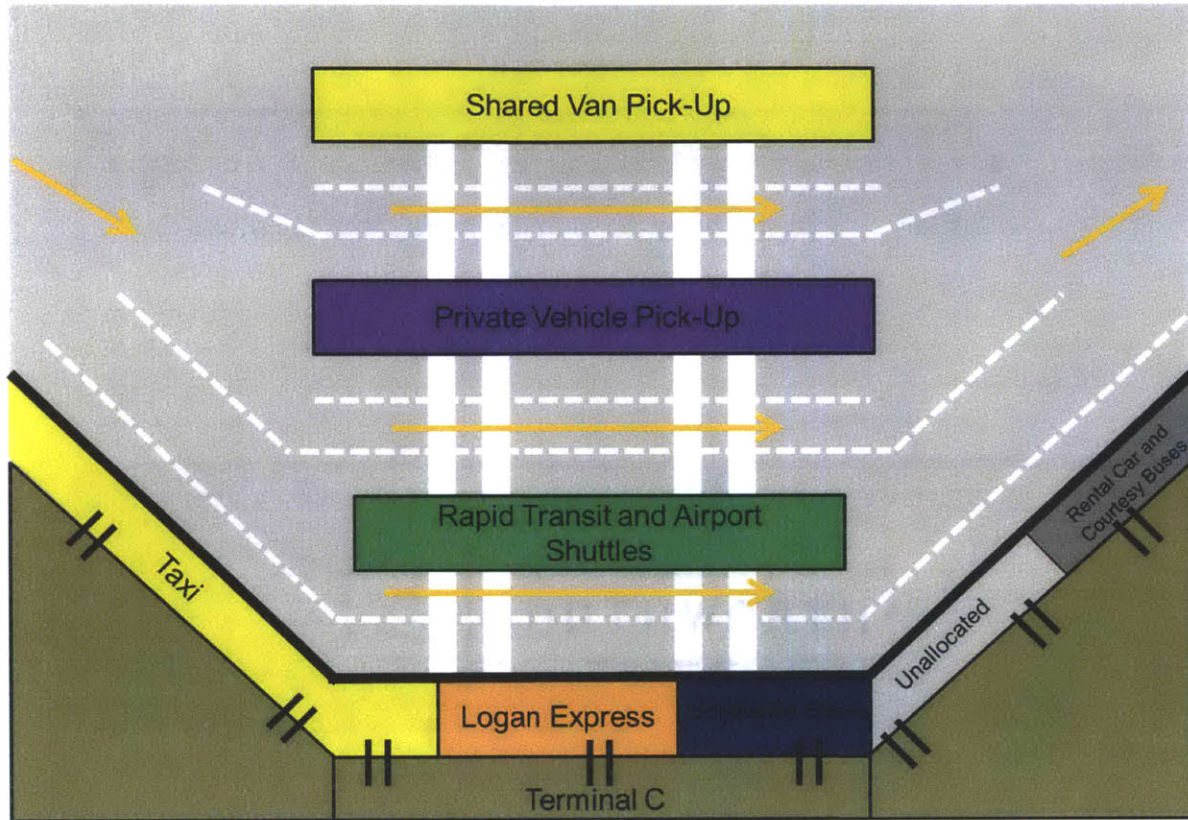 Shared Van Pick-Up
Private Vehicle Pick-Up
Rapid Transit and Airport
Shuttles
Rental Car and
Courtesy Buses
Taxi
Unallocated
Logan Express
Terminal C